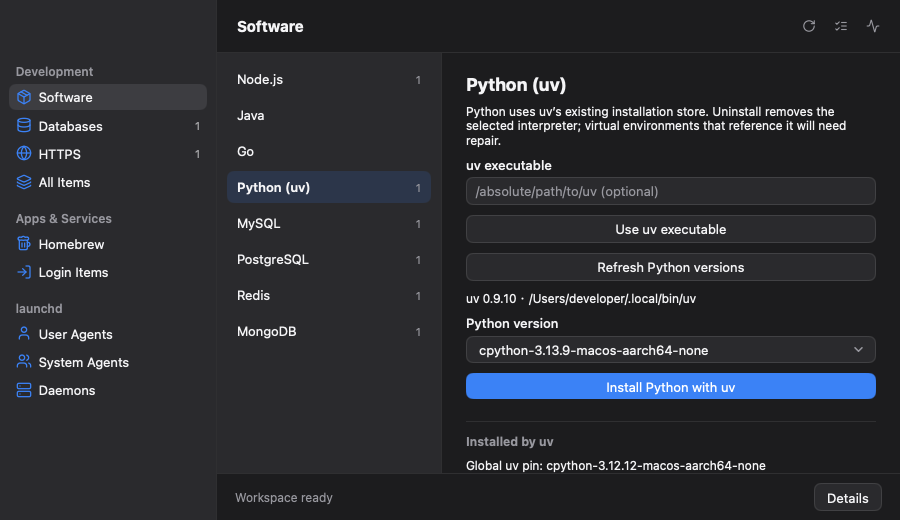 Development
Software
Databases 1
HTTPS 1
All Items
Apps & Services
Homebrew
Login Items
launchd
User Agents
System Agents
Daemons
Software
Node.js 1
Java
Go
Python (uv) 1
MySQL 1
PostgreSQL 1
Redis 1
MongoDB 1
Python (uv)
Python uses uv’s existing installation store. Uninstall removes the
selected interpreter; virtual environments that reference it will need
repair.
uv executable
/absolute/path/to/uv (optional)
Use uv executable
Refresh Python versions
uv 0.9.10 · /Users/developer/.local/bin/uv
Python version
cpython-3.13.9-macos-aarch64-none
Install Python with uv
Installed by uv
Global uv pin: cpython-3.12.12-macos-aarch64-none
Workspace ready
Details